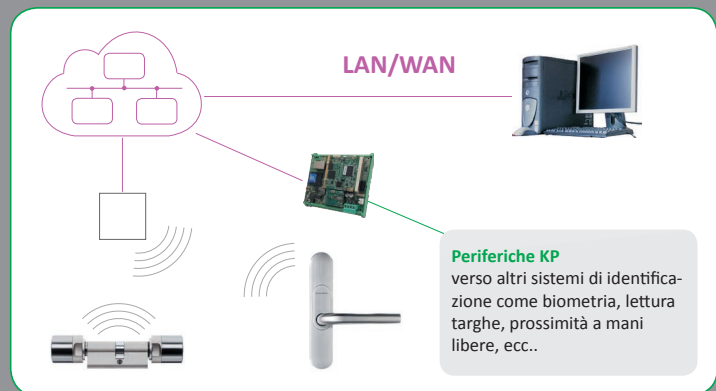 LAN/WAN
Periferiche KP
verso altri sistemi di identifica-
zione come biometria, lettura
targhe, prossimità a mani
libere, ecc..